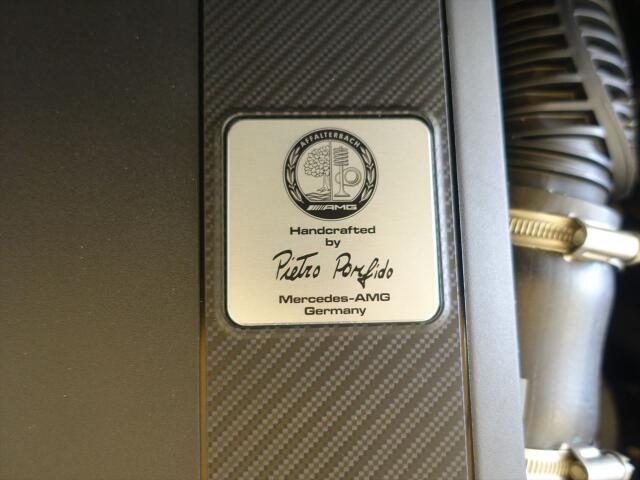 AFFALTERBACH
AMG
Handcrafted
by
Pietro Porfido
Mercedes-AMG
Germany